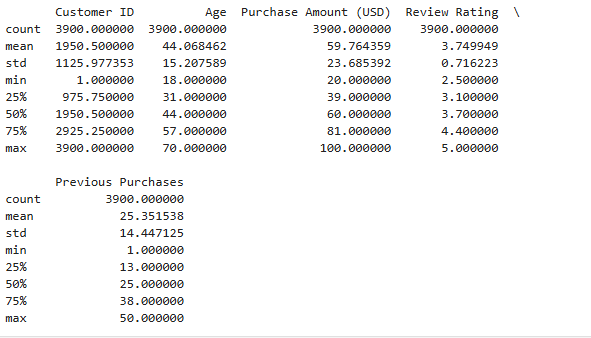 Customer ID Age Purchase Amount (USD) Review Rating \
count 3900.000000 3900.000000 3900.000000 3900.000000
mean 1950.500000 44.068462 59.764359 3.749949
std 1125.977353 15.207589 23.685392 0.716223
min 1.000000 18.000000 20.000000 2.500000
25% 975.750000 31.000000 39.000000 3.100000
50% 1950.500000 44.000000 60.000000 3.700000
75% 2925.250000 57.000000 81.000000 4.400000
max 3900.000000 70.000000 100.000000 5.000000
Previous Purchases
count 3900.000000
mean 25.351538
std 14.447125
min 1.000000
25% 13.000000
50% 25.000000
75% 38.000000
max 50.000000